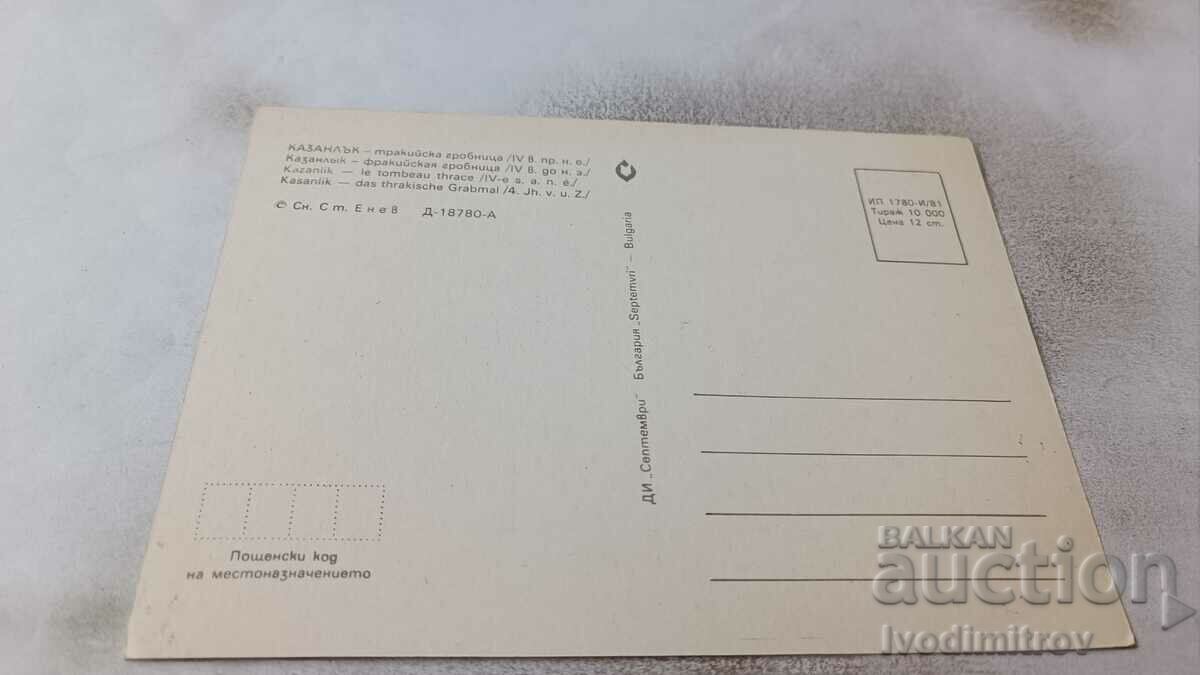 КАЗАНЛЪК – тракийска гробница /IV в. пр. н. е./
Казанлык – фракийская гробница /IV в. до н. э./
Kazanlik — le tombeau thrace /IV-e s. a. n. é./
Kasanlik — das thrakische Grabmal /4. Jh. v. u. Z./
© Сн. Ст. Енев Д-18780-А
ДИ „Септември" България „Septemvri" – Bulgaria
ИП 1780-И/81
Тираж 10 000
Цена 12 ст.
Пощенски код
на местоназначението
BALKAN
auction
Ivodimitrov